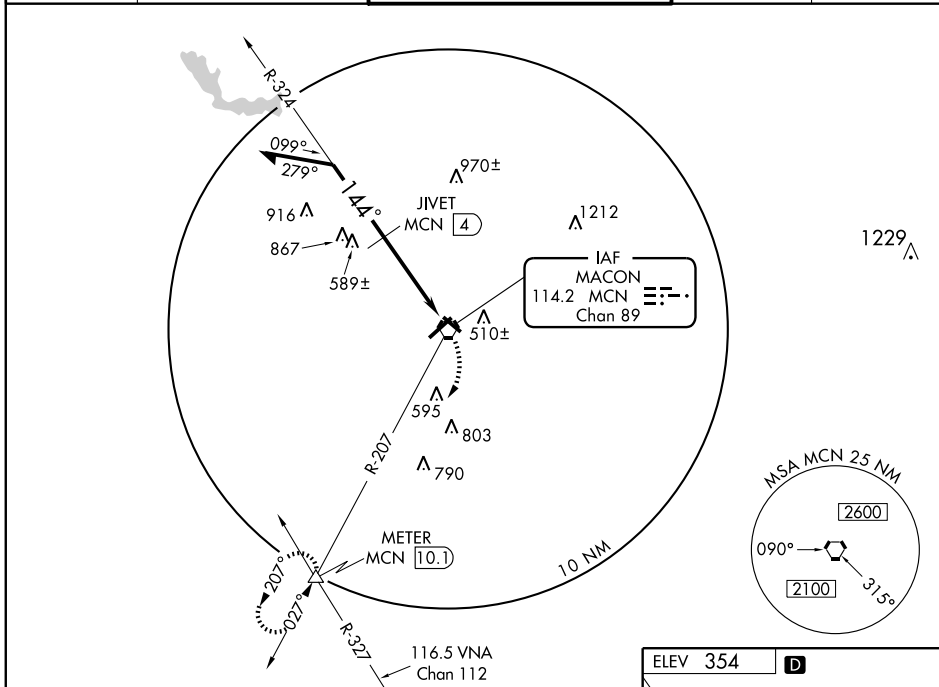 R-324
099°
279°
144°
970±
916
JIVET
MCN 4
1212
867
589±
1229
IAF
MACON
114.2 MCN
Chan 89
510±
595
803
R-207
790
MSA MCN 25 NM
2600
090°
2100
315°
METER
MCN 10.1
10 NM
207°
027°
R-327
116.5 VNA
Chan 112
ELEV 354 D